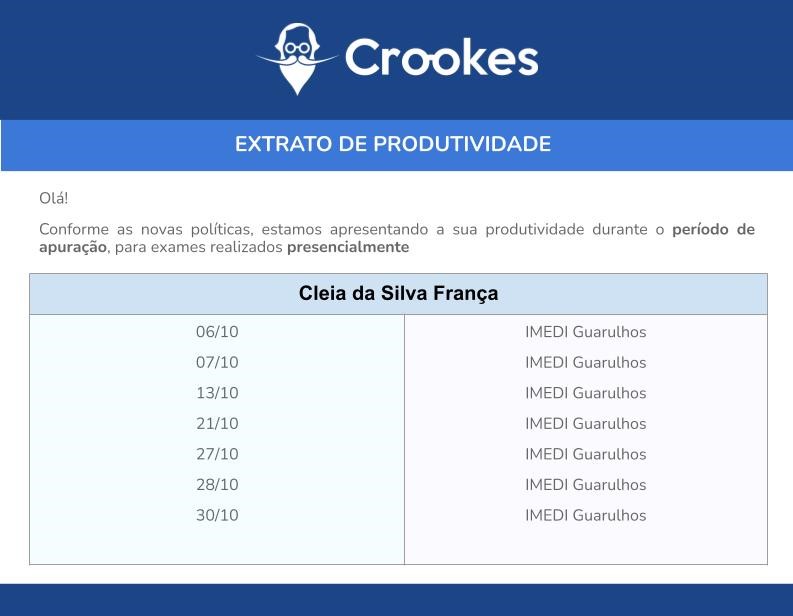 Crookes
EXTRATO DE PRODUTIVIDADE
Olá!
Conforme as novas políticas, estamos apresentando a sua produtividade durante o período de
apuração, para exames realizados presencialmente
Cleia da Silva França
06/10 IMEDI Guarulhos
07/10 IMEDI Guarulhos
13/10 IMEDI Guarulhos
21/10 IMEDI Guarulhos
27/10 IMEDI Guarulhos
28/10 IMEDI Guarulhos
30/10 IMEDI Guarulhos